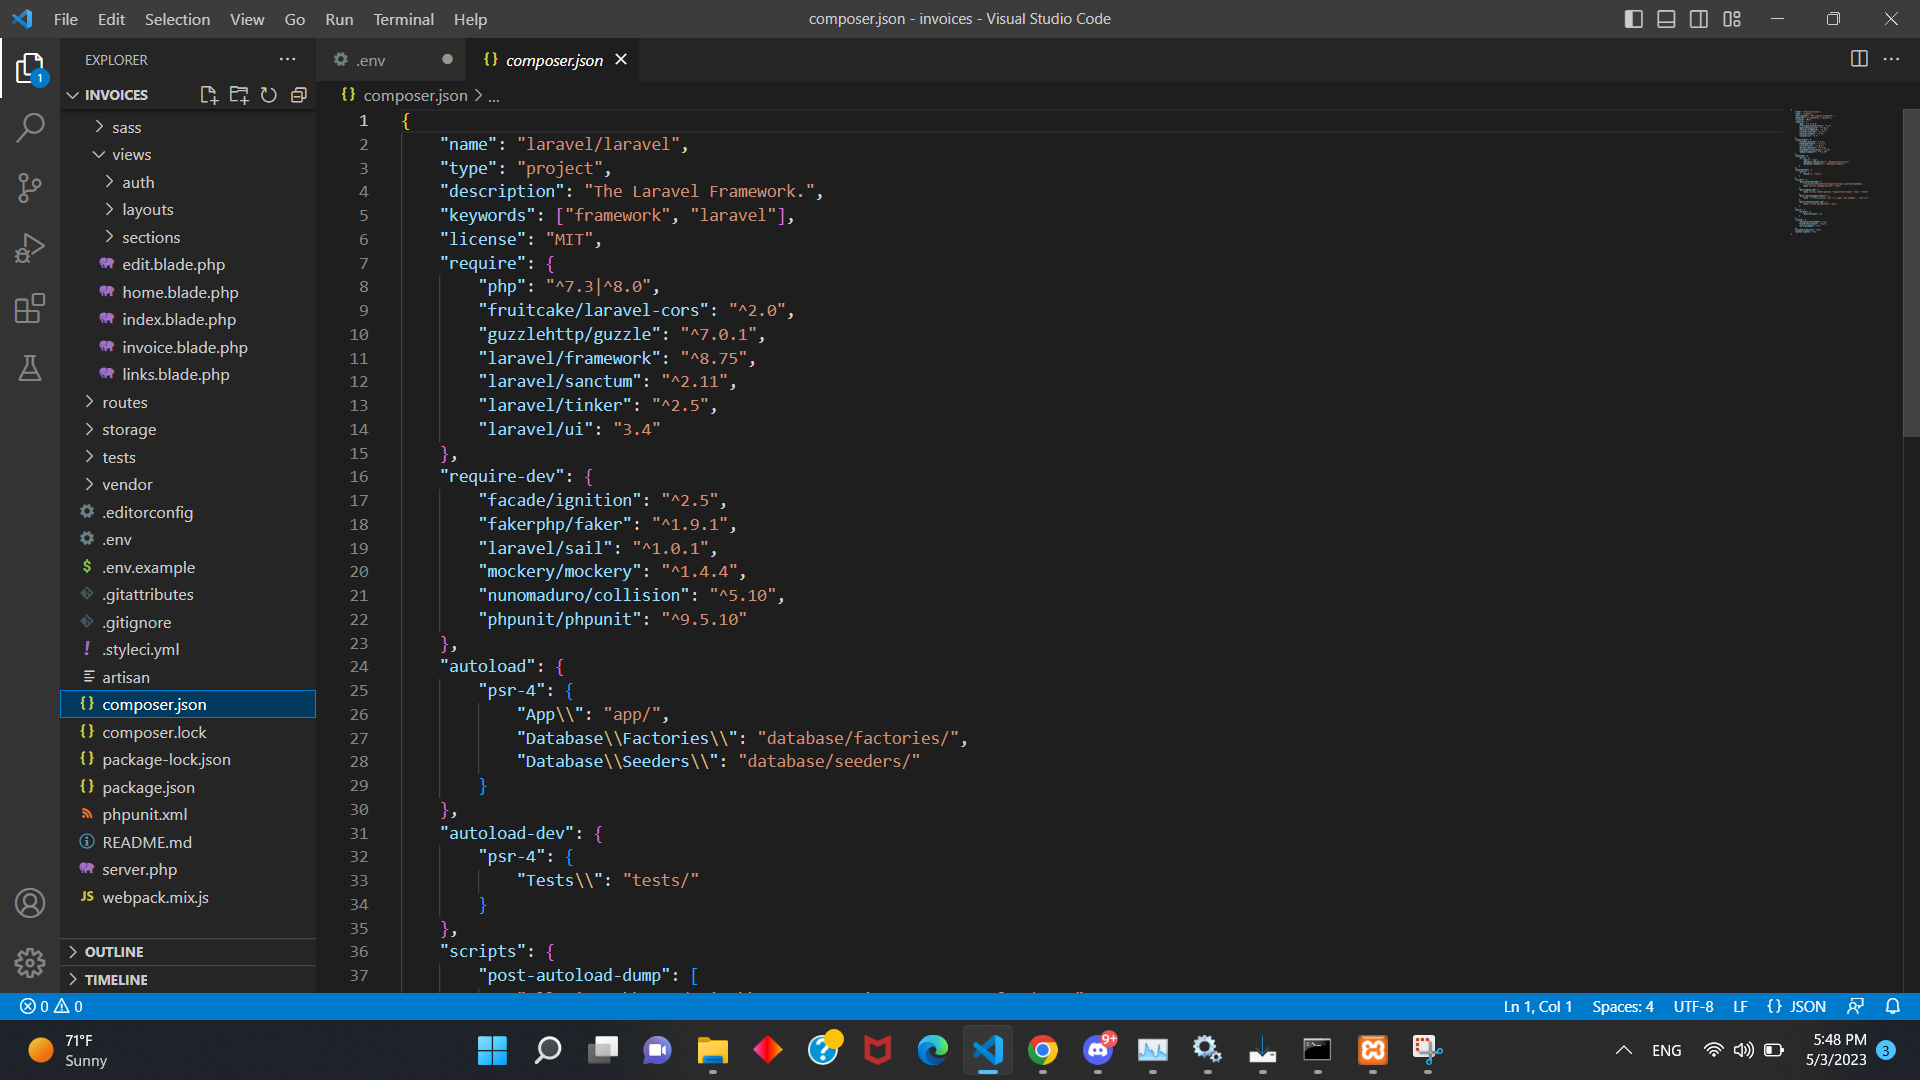 File Edit Selection View Go Run Terminal Help
composer.json - invoices - Visual Studio Code
EXPLORER
INVOICES
sass
views
auth
layouts
sections
edit.blade.php
home.blade.php
index.blade.php
invoice.blade.php
links.blade.php
routes
storage
tests
vendor
.editorconfig
.env
.env.example
.gitattributes
.gitignore
.styleci.yml
artisan
composer.json
composer.lock
package-lock.json
package.json
phpunit.xml
README.md
server.php
webpack.mix.js
OUTLINE
TIMELINE
1
.env
{} composer.json
{} composer.json > ...
1 {
2 "name": "laravel/laravel",
3 "type": "project",
4 "description": "The Laravel Framework.",
5 "keywords": ["framework", "laravel"],
6 "license": "MIT",
7 "require": {
8 "php": "^7.3|^8.0",
9 "fruitcake/laravel-cors": "^2.0",
10 "guzzlehttp/guzzle": "^7.0.1",
11 "laravel/framework": "^8.75",
12 "laravel/sanctum": "^2.11",
13 "laravel/tinker": "^2.5",
14 "laravel/ui": "3.4"
15 },
16 "require-dev": {
17 "facade/ignition": "^2.5",
18 "fakerphp/faker": "^1.9.1",
19 "laravel/sail": "^1.0.1",
20 "mockery/mockery": "^1.4.4",
21 "nunomaduro/collision": "^5.10",
22 "phpunit/phpunit": "^9.5.10"
23 },
24 "autoload": {
25 "psr-4": {
26 "App\\": "app/",
27 "Database\\Factories\\": "database/factories/",
28 "Database\\Seeders\\": "database/seeders/"
29 }
30 },
31 "autoload-dev": {
32 "psr-4": {
33 "Tests\\": "tests/"
34 }
35 },
36 "scripts": {
37 "post-autoload-dump": [
0 0
Ln 1, Col 1 Spaces: 4 UTF-8 LF {} JSON
71°F
Sunny
9+
ENG
5:48 PM
5/3/2023
3